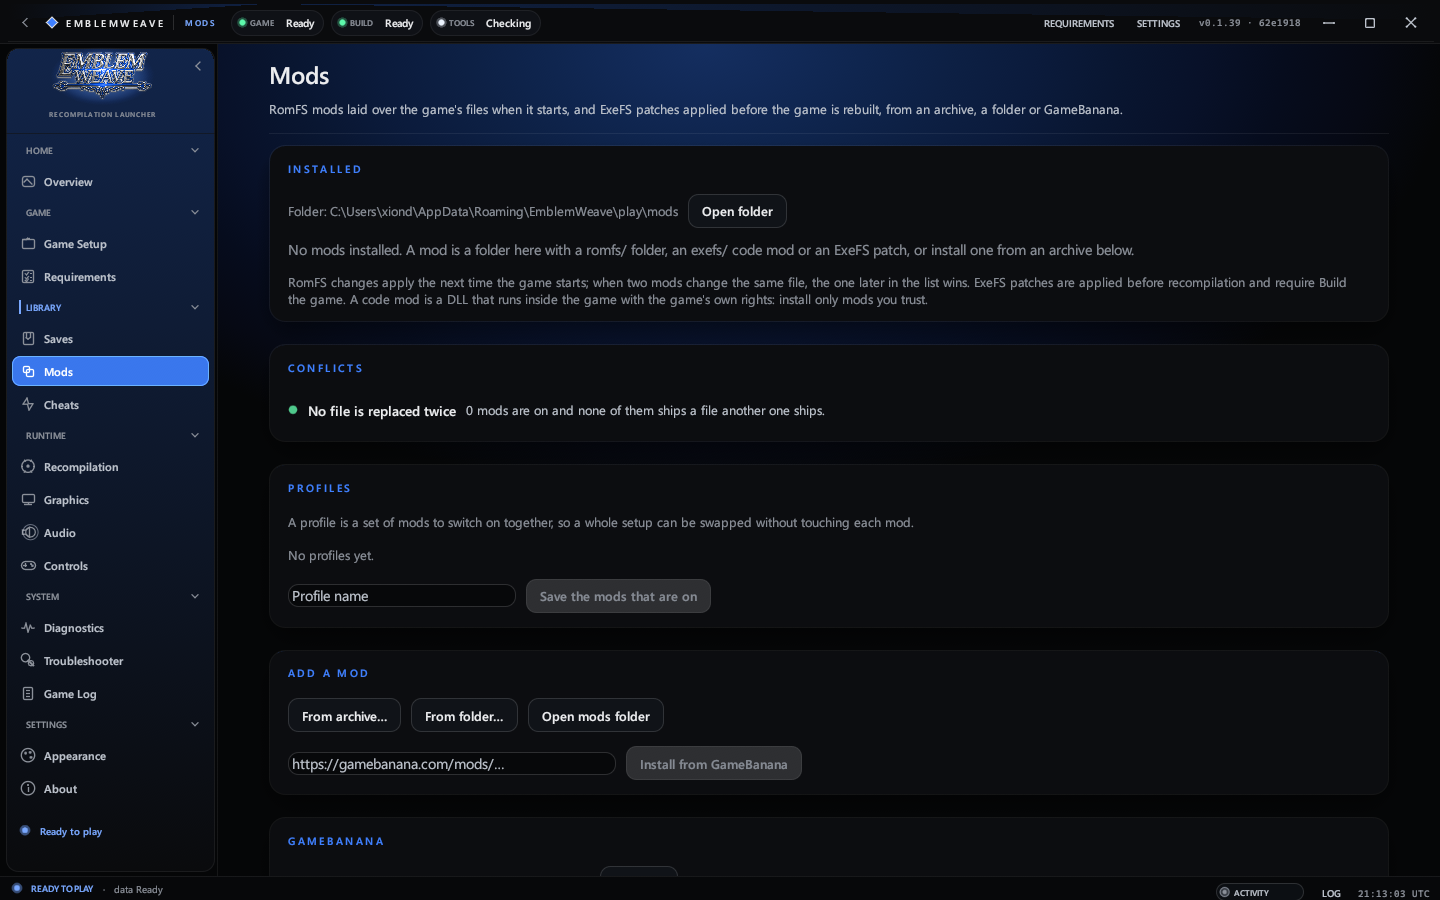 EMBLEMWEAVE MODS GAME Ready BUILD Ready TOOLS Checking REQUIREMENTS SETTINGS v0.1.39 · 62e1918
EMBLEM
WEAVE
RECOMPILATION LAUNCHER
HOME
Overview
GAME
Game Setup
Requirements
LIBRARY
Saves
Mods
Cheats
RUNTIME
Recompilation
Graphics
Audio
Controls
SYSTEM
Diagnostics
Troubleshooter
Game Log
SETTINGS
Appearance
About
Ready to play
Mods
RomFS mods laid over the game's files when it starts, and ExeFS patches applied before the game is rebuilt, from an archive, a folder or GameBanana.
INSTALLED
Folder: C:\Users\xiond\AppData\Roaming\EmblemWeave\play\mods Open folder
No mods installed. A mod is a folder here with a romfs/ folder, an exefs/ code mod or an ExeFS patch, or install one from an archive below.
RomFS changes apply the next time the game starts; when two mods change the same file, the one later in the list wins. ExeFS patches are applied before recompilation and require Build
the game. A code mod is a DLL that runs inside the game with the game's own rights: install only mods you trust.
CONFLICTS
No file is replaced twice 0 mods are on and none of them ships a file another one ships.
PROFILES
A profile is a set of mods to switch on together, so a whole setup can be swapped without touching each mod.
No profiles yet.
Profile name Save the mods that are on
ADD A MOD
From archive... From folder... Open mods folder
https://gamebanana.com/mods/... Install from GameBanana
GAMEBANANA
READY TO PLAY · data Ready ACTIVITY LOG 21:13:03 UTC